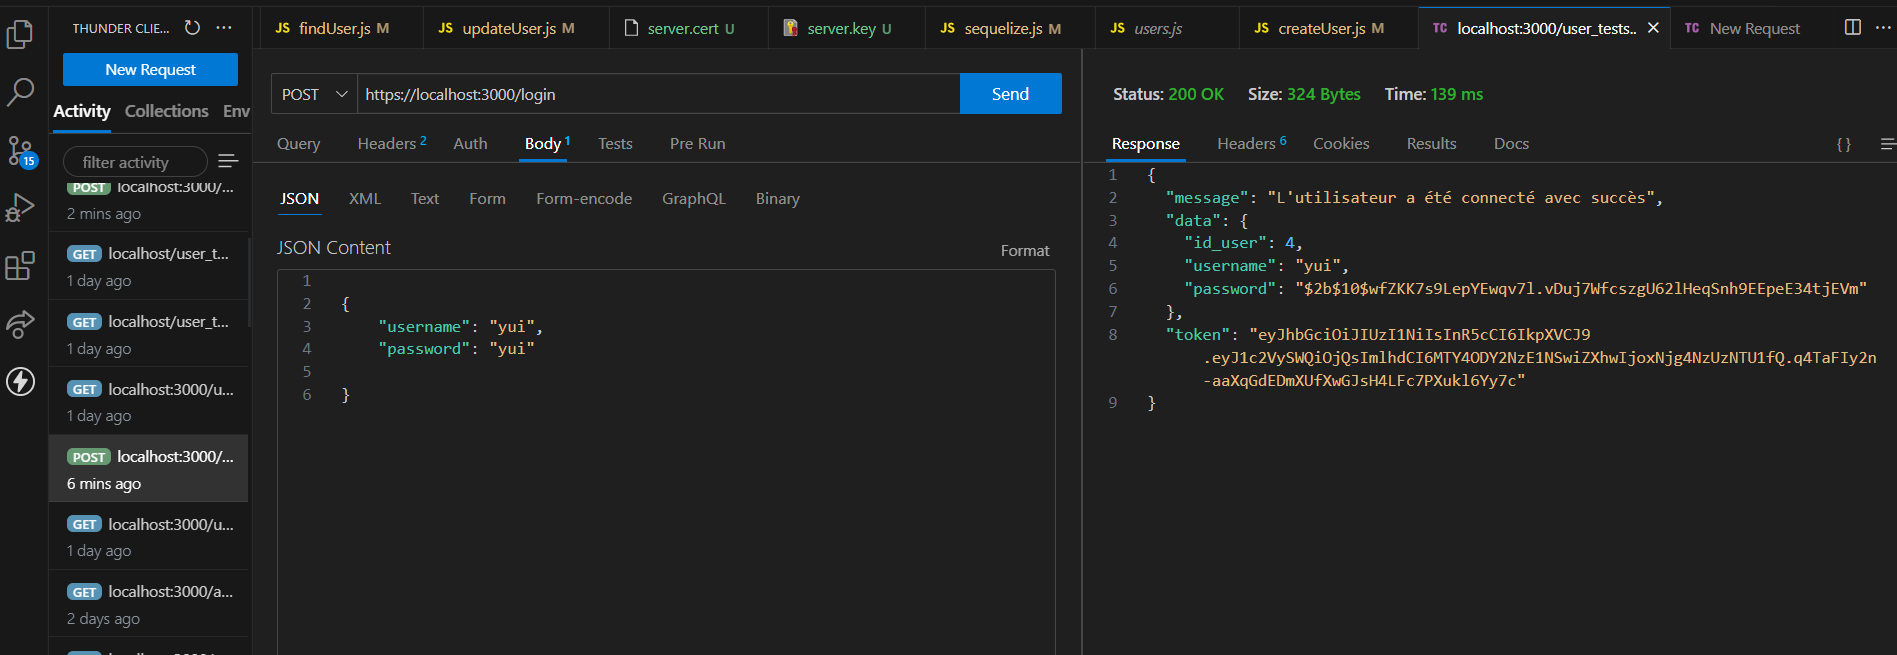 THUNDER CLIE...
JS findUser.js M
JS updateUser.js M
server.cert U
server.key U
JS sequelize.js M
JS users.js
JS createUser.js M
TC localhost:3000/user_tests..
TC New Request
New Request
Activity Collections Env
filter activity
POST localhost:3000/...
2 mins ago
GET localhost/user_t...
1 day ago
GET localhost/user_t...
1 day ago
GET localhost:3000/u...
1 day ago
POST localhost:3000/...
6 mins ago
GET localhost:3000/u...
1 day ago
GET localhost:3000/a...
2 days ago
15
POST https://localhost:3000/login Send
Query Headers 2 Auth Body 1 Tests Pre Run
JSON XML Text Form Form-encode GraphQL Binary
JSON Content Format
1
2 {
3 "username": "yui",
4 "password": "yui"
5
6 }
Status: 200 OK Size: 324 Bytes Time: 139 ms
Response Headers 6 Cookies Results Docs { }
1 {
2 "message": "L'utilisateur a été connecté avec succès",
3 "data": {
4 "id_user": 4,
5 "username": "yui",
6 "password": "$2b$10$wfZKK7s9LepYEwqv7l.vDuj7WfcszgU62lHeqSnh9EEpeE34tjEVm"
7 },
8 "token": "eyJhbGciOiJIUzI1NiIsInR5cCI6IkpXVCJ9
.eyJ1c2VySWQiOjQsImlhdCI6MTY4ODY2NzE1NSwiZXhwIjoxNjg4NzUzNTU1fQ.q4TaFIy2n
-aaXqGdEDmXUfXwGJsH4LFc7PXukl6Yy7c"
9 }